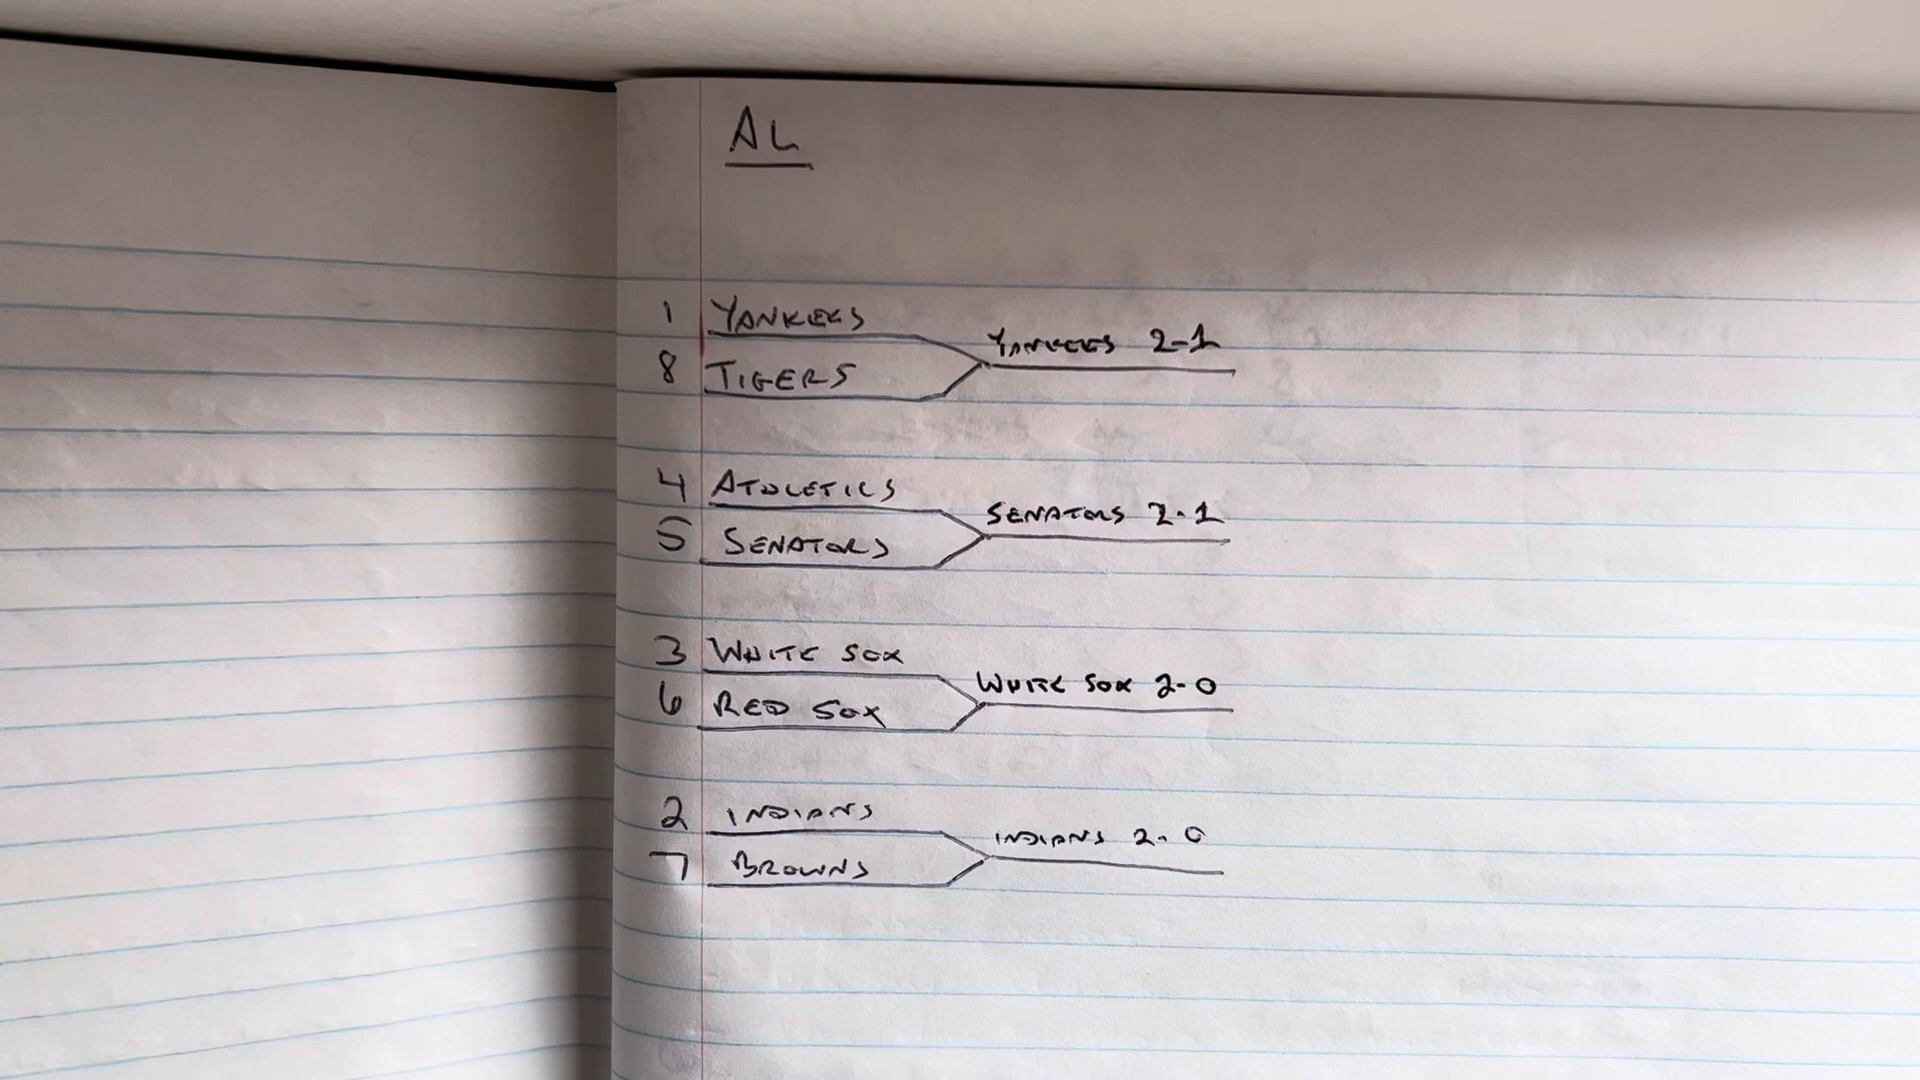 AL
1 YANKEES
YANKEES 2-1
8 TIGERS
4 ATHLETICS
SENATORS 2-1
5 SENATORS
3 WHITE SOX
WHITE SOX 2-0
6 RED SOX
2 INDIANS
INDIANS 2-0
7 BROWNS